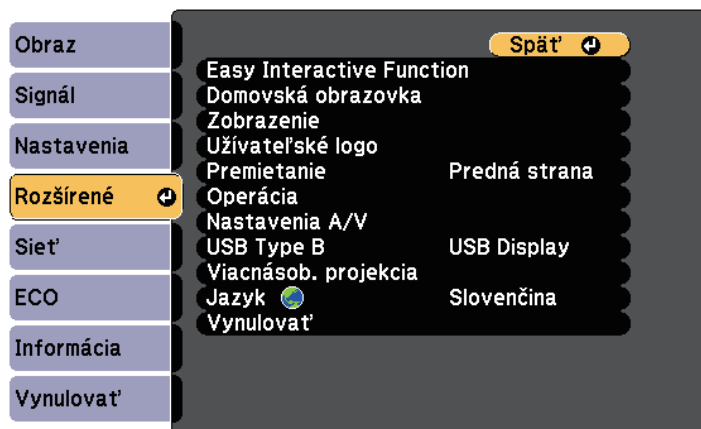 Obraz
Signál
Nastavenia
Rozšírené
Sieť
ECO
Informácia
Vynulovať
Späť
Easy Interactive Function
Domovská obrazovka
Zobrazenie
Užívateľské logo
Premietanie Predná strana
Operácia
Nastavenia A/V
USB Type B USB Display
Viacnásob. projekcia
Jazyk Slovenčina
Vynulovať